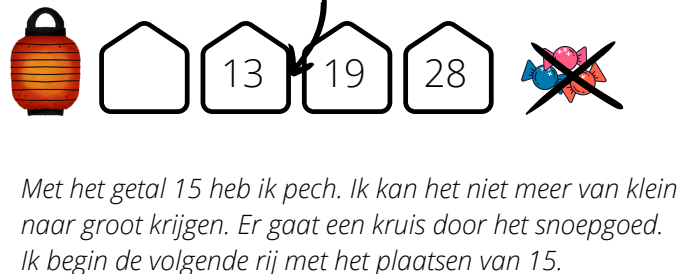 13 19 28
Met het getal 15 heb ik pech. Ik kan het niet meer van klein
naar groot krijgen. Er gaat een kruis door het snoepgoed.
Ik begin de volgende rij met het plaatsen van 15.